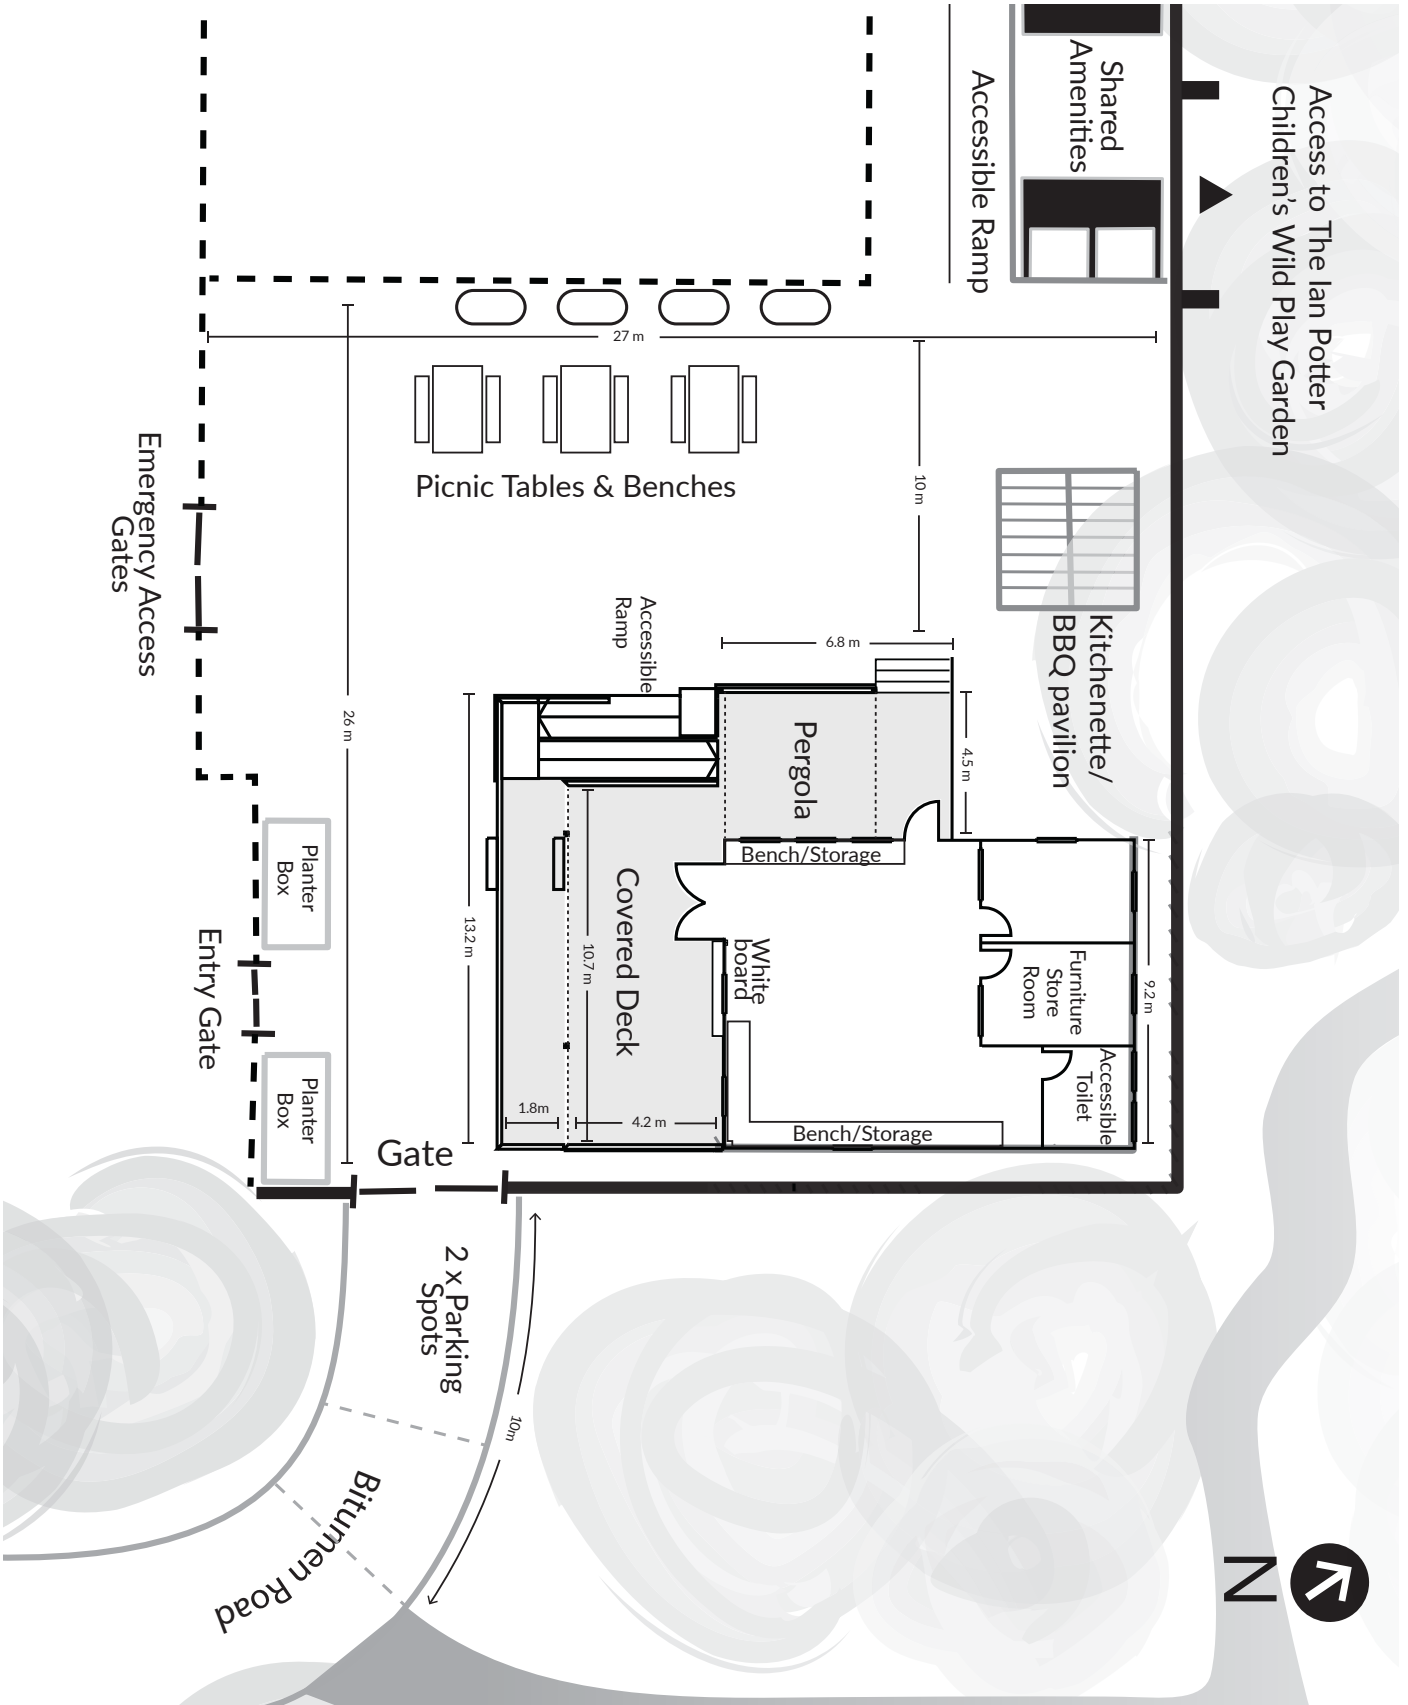 Shared
Amenities
Accessible Ramp
Access to The Ian Potter
Children's Wild Play Garden
27 m
10 m
Picnic Tables & Benches
Emergency Access
Gates
26 m
Accessible
Ramp
6.8 m
Kitchenette/
BBQ pavilion
Pergola
4.5 m
Bench/Storage
Planter
Box
Covered Deck
13.2 m
10.7 m
White
board
Furniture
Store
Room
9.2 m
Entry Gate
Planter
Box
Accessible
Toilet
1.8m
4.2 m
Bench/Storage
Gate
2 x Parking
Spots
10m
Bitumen Road
N